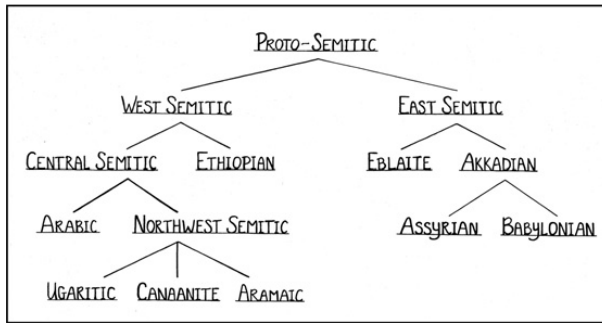 PROTO-SEMITIC
WEST SEMITIC EAST SEMITIC
CENTRAL SEMITIC ETHIOPIAN EBLAITE AKKADIAN
ARABIC NORTHWEST SEMITIC ASSYRIAN BABYLONIAN
UGARITIC CANAANITE ARAMAIC